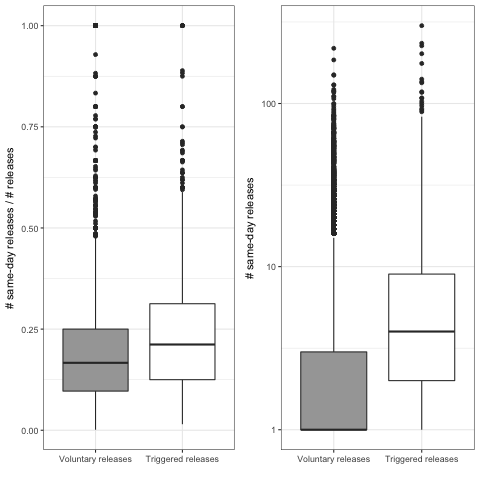 # same-day releases / # releases
1.00
0.75
0.50
0.25
0.00
Voluntary releases
Triggered releases
# same-day releases
100
10
1
Voluntary releases
Triggered releases